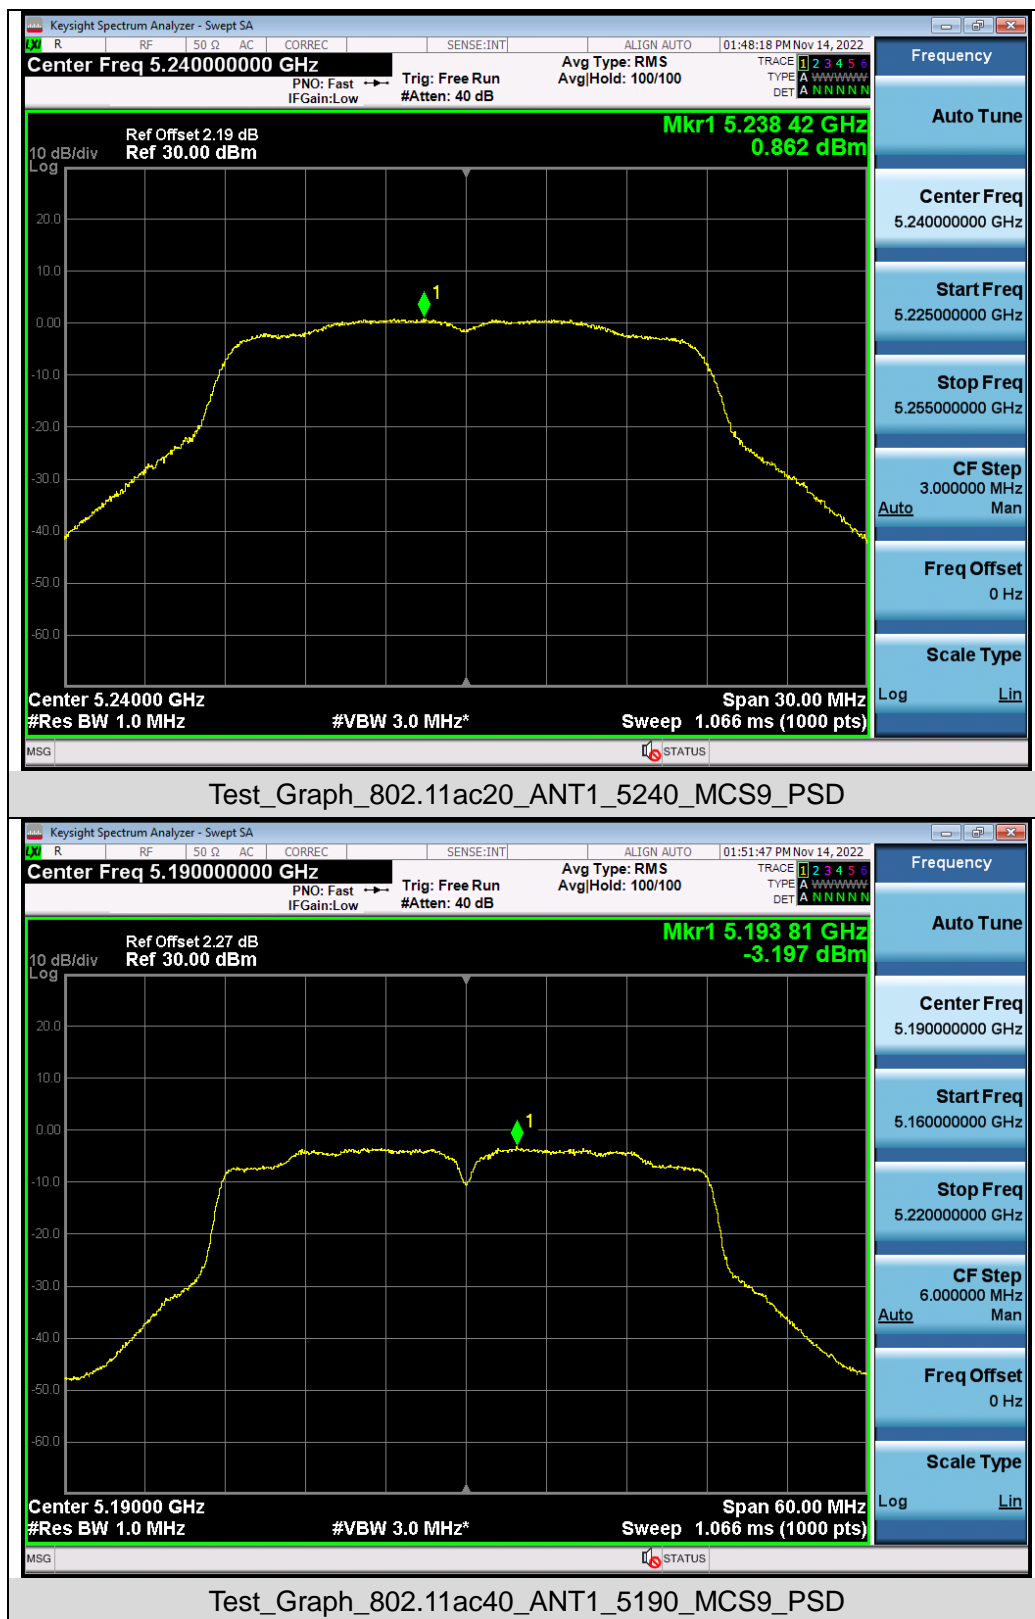 Keysight Spectrum Analyzer - Swept SA
LXI R RF 50 Ω AC CORREC SENSE:INT ALIGN AUTO 01:48:18 PM Nov 14, 2022
Center Freq 5.240000000 GHz
PNO: Fast
IFGain:Low
Trig: Free Run
#Atten: 40 dB
Avg Type: RMS
Avg|Hold: 100/100
TRACE 1 2 3 4 5 6
TYPE A WWWWW
DET A N N N N N
Ref Offset 2.19 dB
Ref 30.00 dBm
10 dB/div
Log
Mkr1 5.238 42 GHz
0.862 dBm
20.0
10.0
1
0.00
-10.0
-20.0
-30.0
-40.0
-50.0
-60.0
Center 5.24000 GHz
Span 30.00 MHz
#Res BW 1.0 MHz
#VBW 3.0 MHz*
Sweep 1.066 ms (1000 pts)
MSG
STATUS
Frequency
Auto Tune
Center Freq
5.240000000 GHz
Start Freq
5.225000000 GHz
Stop Freq
5.255000000 GHz
CF Step
3.000000 MHz
Auto Man
Freq Offset
0 Hz
Scale Type
Log Lin
Test_Graph_802.11ac20_ANT1_5240_MCS9_PSD
Keysight Spectrum Analyzer - Swept SA
LXI R RF 50 Ω AC CORREC SENSE:INT ALIGN AUTO 01:51:47 PM Nov 14, 2022
Center Freq 5.190000000 GHz
PNO: Fast
IFGain:Low
Trig: Free Run
#Atten: 40 dB
Avg Type: RMS
Avg|Hold: 100/100
TRACE 1 2 3 4 5 6
TYPE A WWWWW
DET A N N N N N
Ref Offset 2.27 dB
Ref 30.00 dBm
10 dB/div
Log
Mkr1 5.193 81 GHz
-3.197 dBm
20.0
10.0
1
0.00
-10.0
-20.0
-30.0
-40.0
-50.0
-60.0
Center 5.19000 GHz
Span 60.00 MHz
#Res BW 1.0 MHz
#VBW 3.0 MHz*
Sweep 1.066 ms (1000 pts)
MSG
STATUS
Frequency
Auto Tune
Center Freq
5.190000000 GHz
Start Freq
5.160000000 GHz
Stop Freq
5.220000000 GHz
CF Step
6.000000 MHz
Auto Man
Freq Offset
0 Hz
Scale Type
Log Lin
Test_Graph_802.11ac40_ANT1_5190_MCS9_PSD